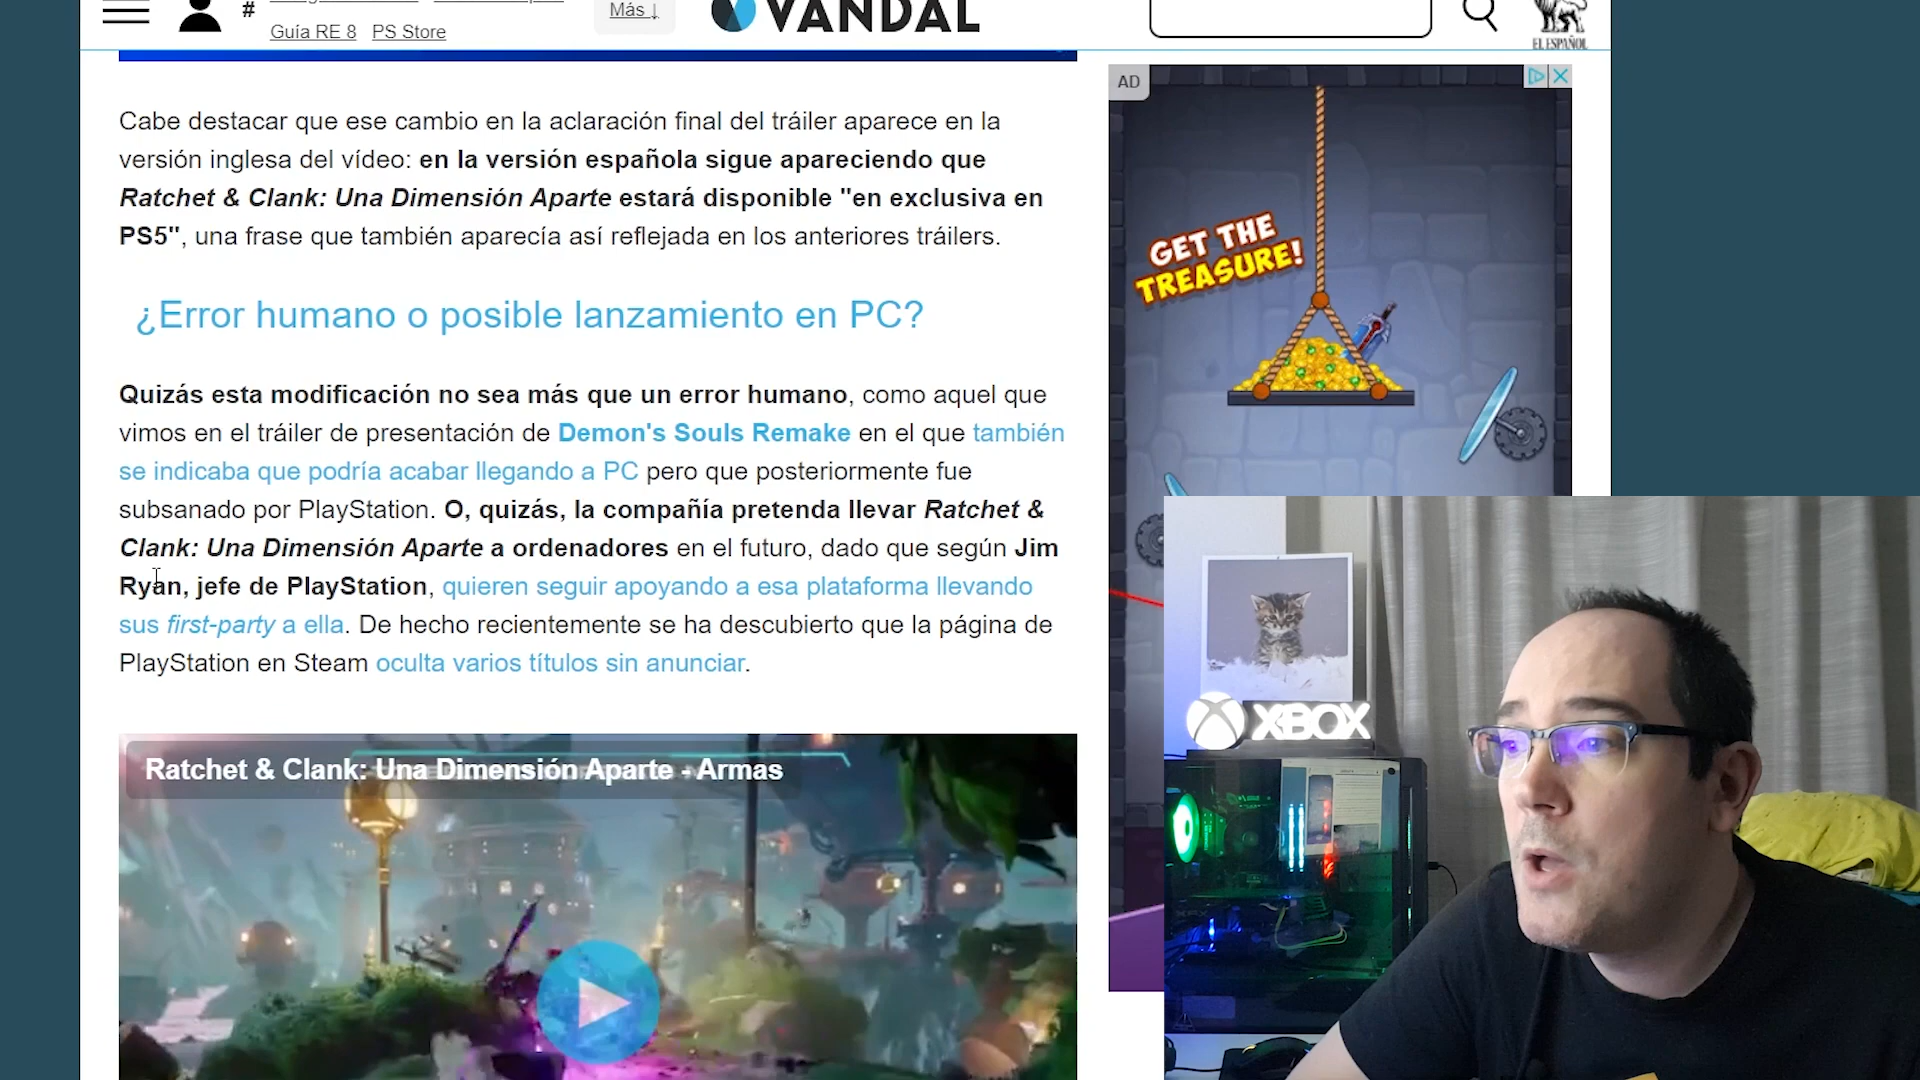 #
Más ↓
VANDAL
Guía RE 8 PS Store
EL ESPAÑOL
AD
Cabe destacar que ese cambio en la aclaración final del tráiler aparece en la
versión inglesa del vídeo: en la versión española sigue apareciendo que
Ratchet & Clank: Una Dimensión Aparte estará disponible "en exclusiva en
PS5", una frase que también aparecía así reflejada en los anteriores tráilers.
GET THE
TREASURE!
¿Error humano o posible lanzamiento en PC?
Quizás esta modificación no sea más que un error humano, como aquel que
vimos en el tráiler de presentación de Demon's Souls Remake en el que también
se indicaba que podría acabar llegando a PC pero que posteriormente fue
subsanado por PlayStation. O, quizás, la compañía pretenda llevar Ratchet &
Clank: Una Dimensión Aparte a ordenadores en el futuro, dado que según Jim
Ryan, jefe de PlayStation, quieren seguir apoyando a esa plataforma llevando
sus first-party a ella. De hecho recientemente se ha descubierto que la página de
PlayStation en Steam oculta varios títulos sin anunciar.
Ratchet & Clank: Una Dimensión Aparte - Armas
XBOX